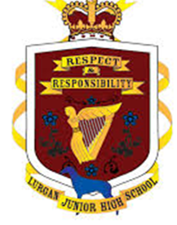 RESPECT
&
RESPONSIBILITY
LURGAN JUNIOR HIGH SCHOOL